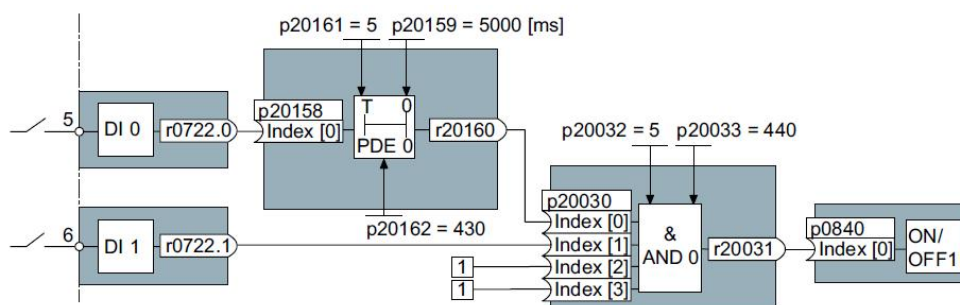 p20161 = 5 p20159 = 5000 [ms]
5
DI 0
r0722.0
p20158
Index [0]
T 0
PDE 0
r20160
p20162 = 430
6
DI 1
r0722.1
p20032 = 5 p20033 = 440
p20030
Index [0]
Index [1]
1 Index [2]
1 Index [3]
&
AND 0
r20031
p0840
Index [0]
ON/
OFF1